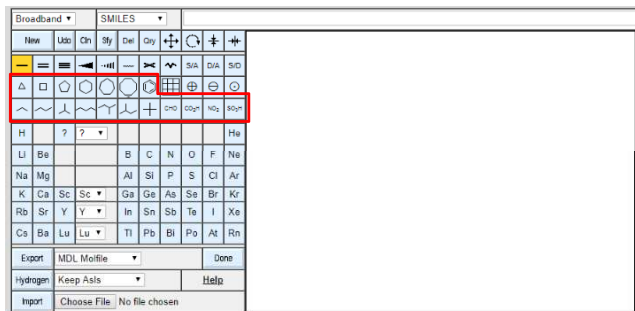 Broadband ▼ SMILES ▼
New Udo Cln Sfy Del Qry
S/A D/A S/D
CHO CO₂H NO₂ SO₃H
H ? ? ▼ He
Li Be B C N O F Ne
Na Mg Al Si P S Cl Ar
K Ca Sc Sc ▼ Ga Ge As Se Br Kr
Rb Sr Y Y ▼ In Sn Sb Te I Xe
Cs Ba Lu Lu ▼ Tl Pb Bi Po At Rn
Export MDL Molfile ▼ Done
Hydrogen Keep AsIs ▼ Help
Import Choose File No file chosen